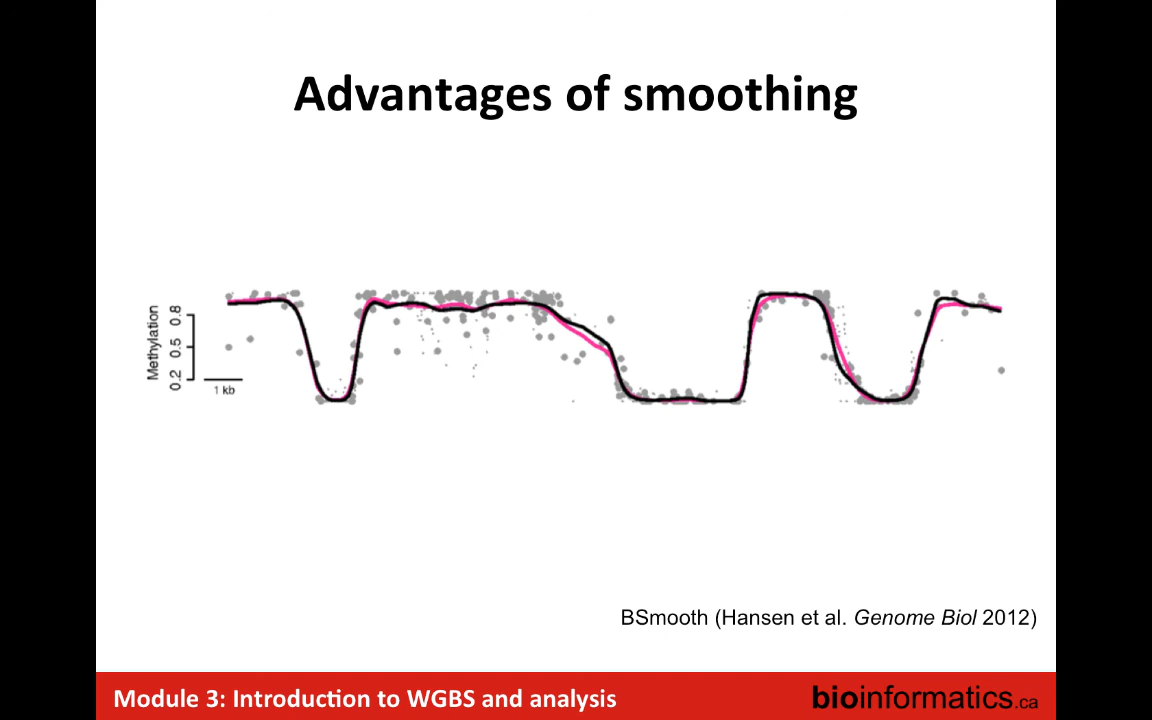 Advantages of smoothing
Methylation
0.8
0.5
0.2
1 kb
BSmooth (Hansen et al. Genome Biol 2012)
Module 3: Introduction to WGBS and analysis
bioinformatics.ca